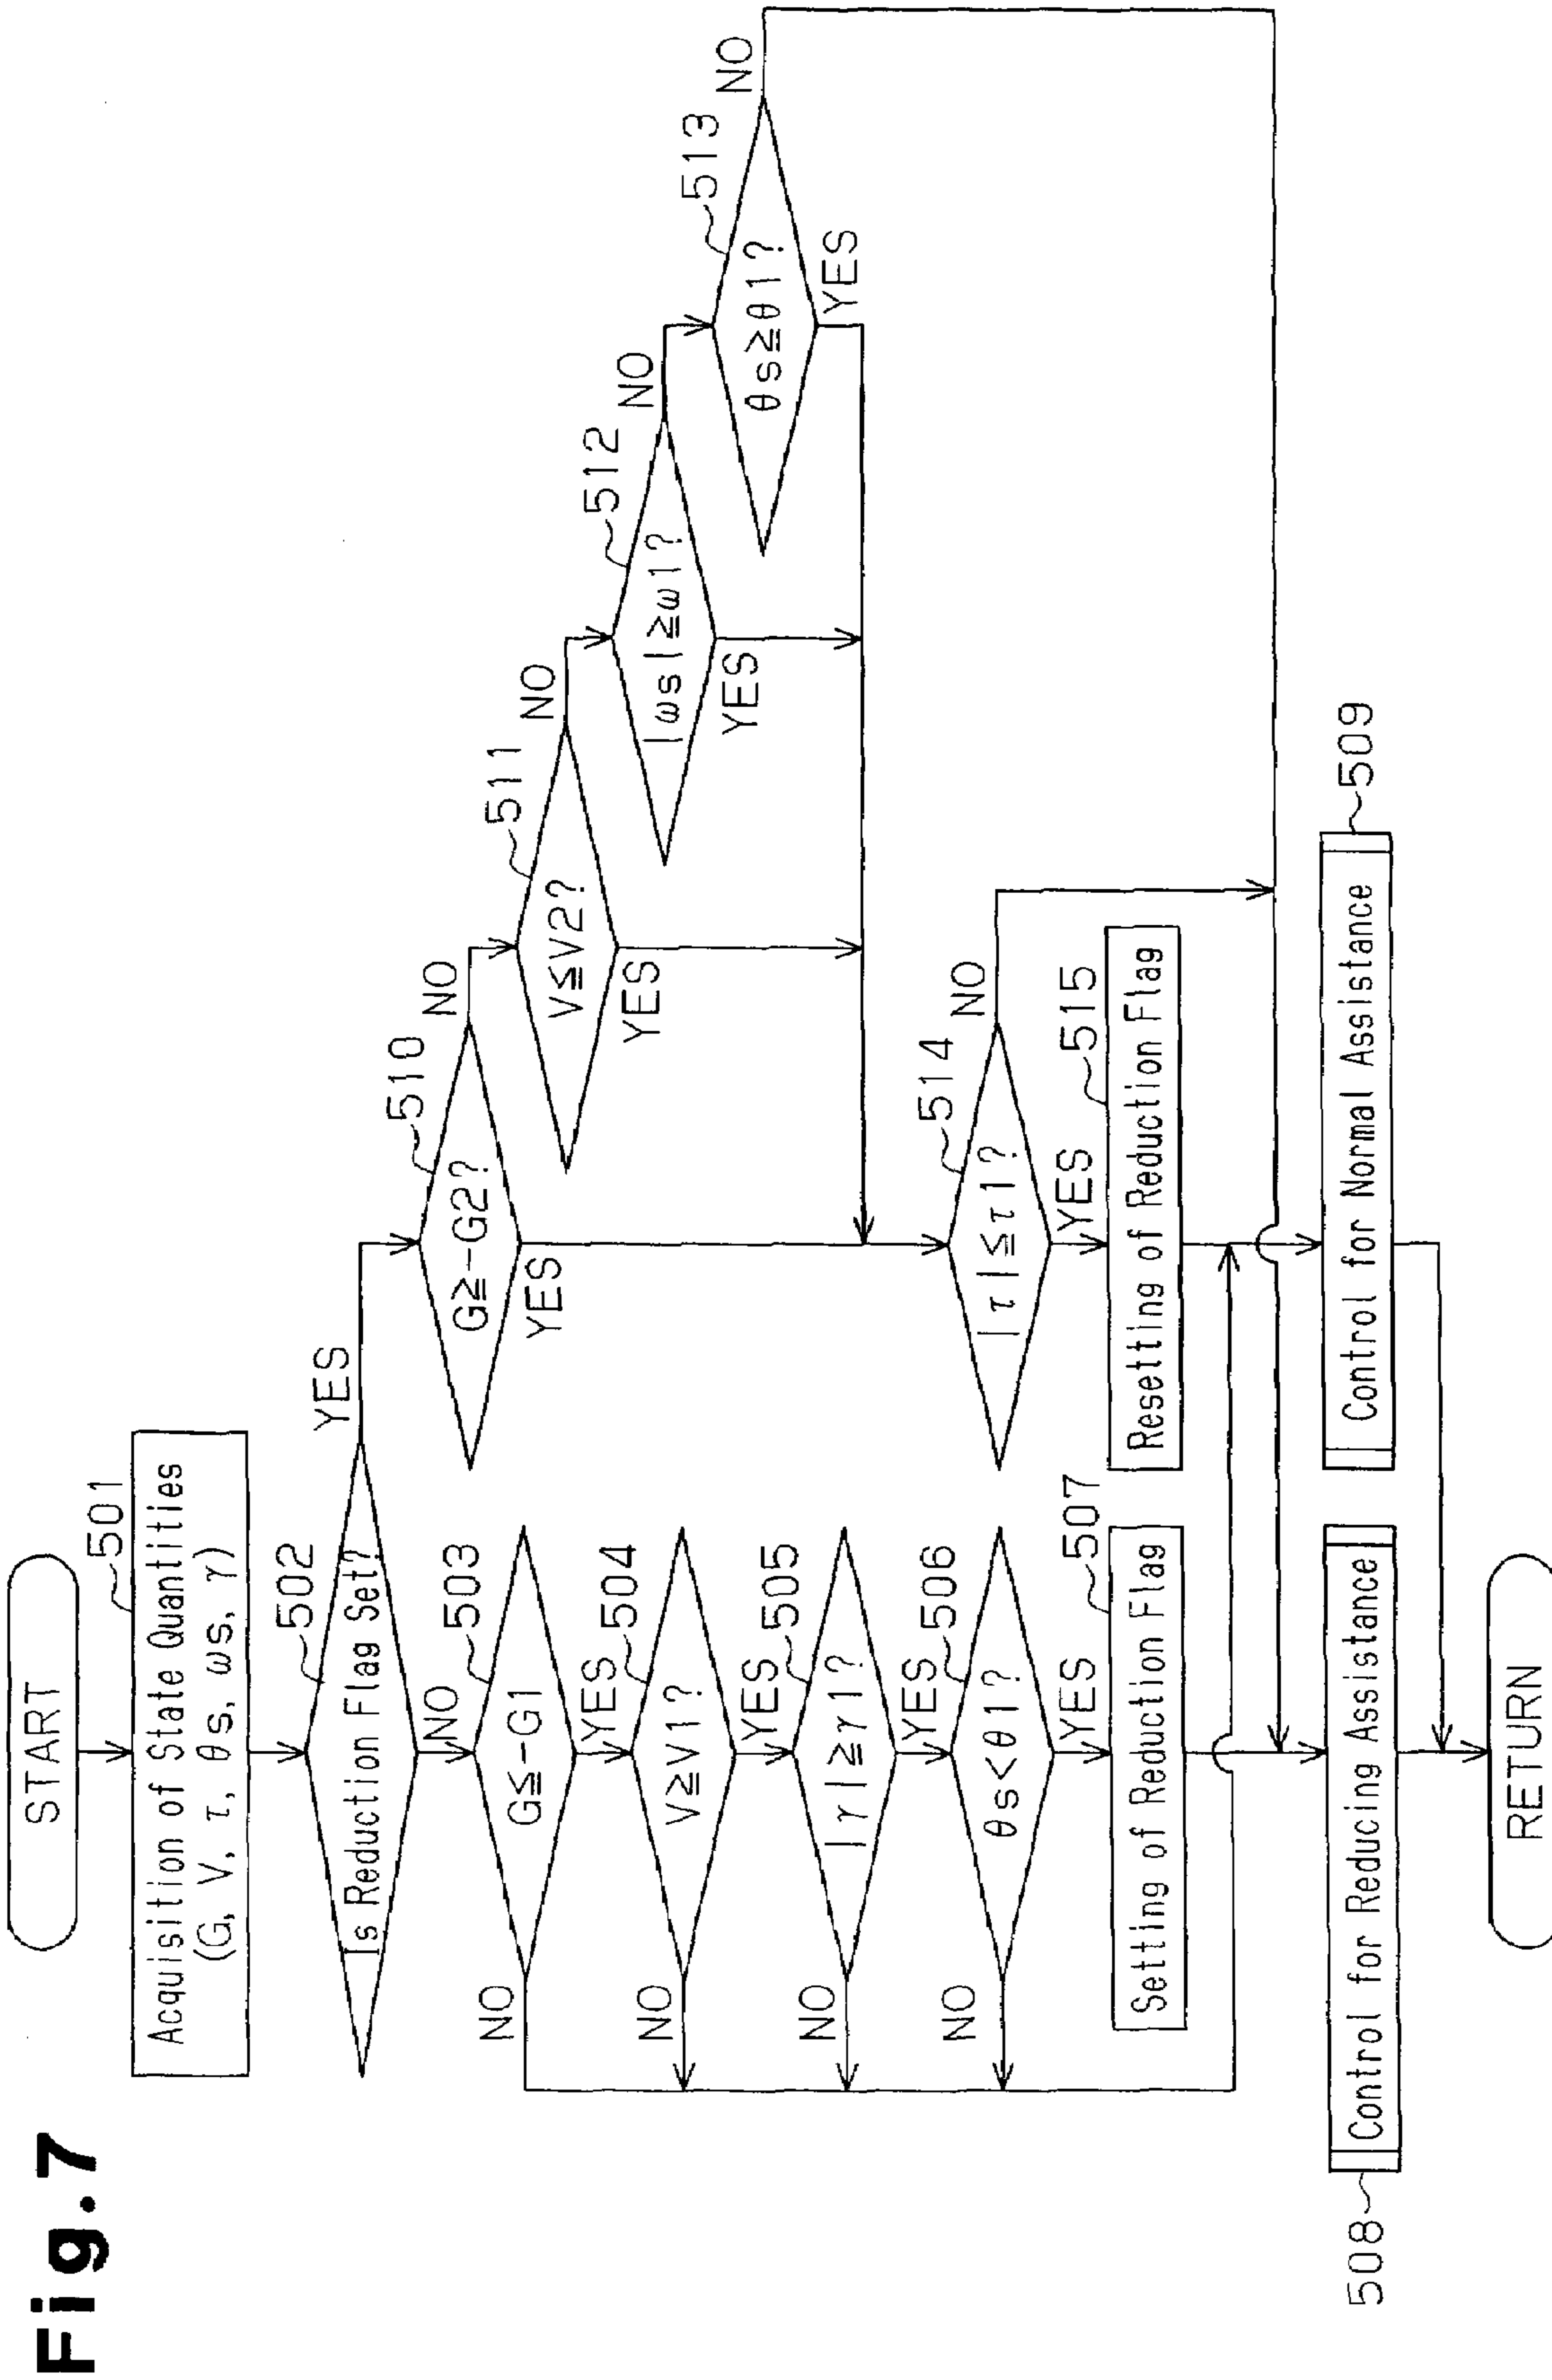 Fig.7
START
501
Acquisition of State Quantities
(G, V, τ, θs, ωs, γ)
502
Is Reduction Flag Set?
YES
NO
503
G≦-G1
NO
YES
504
V≧V1?
NO
YES
505
|γ|≧γ1?
NO
YES
506
θs<θ1?
NO
YES
507
Setting of Reduction Flag
508
Control for Reducing Assistance
510
G≧-G2?
NO
YES
511
V≦V2?
NO
YES
512
|ωs|≧ω1?
NO
YES
513
θs≧θ1?
NO
YES
514
|τ|≦τ1?
NO
YES
515
Resetting of Reduction Flag
509
Control for Normal Assistance
RETURN